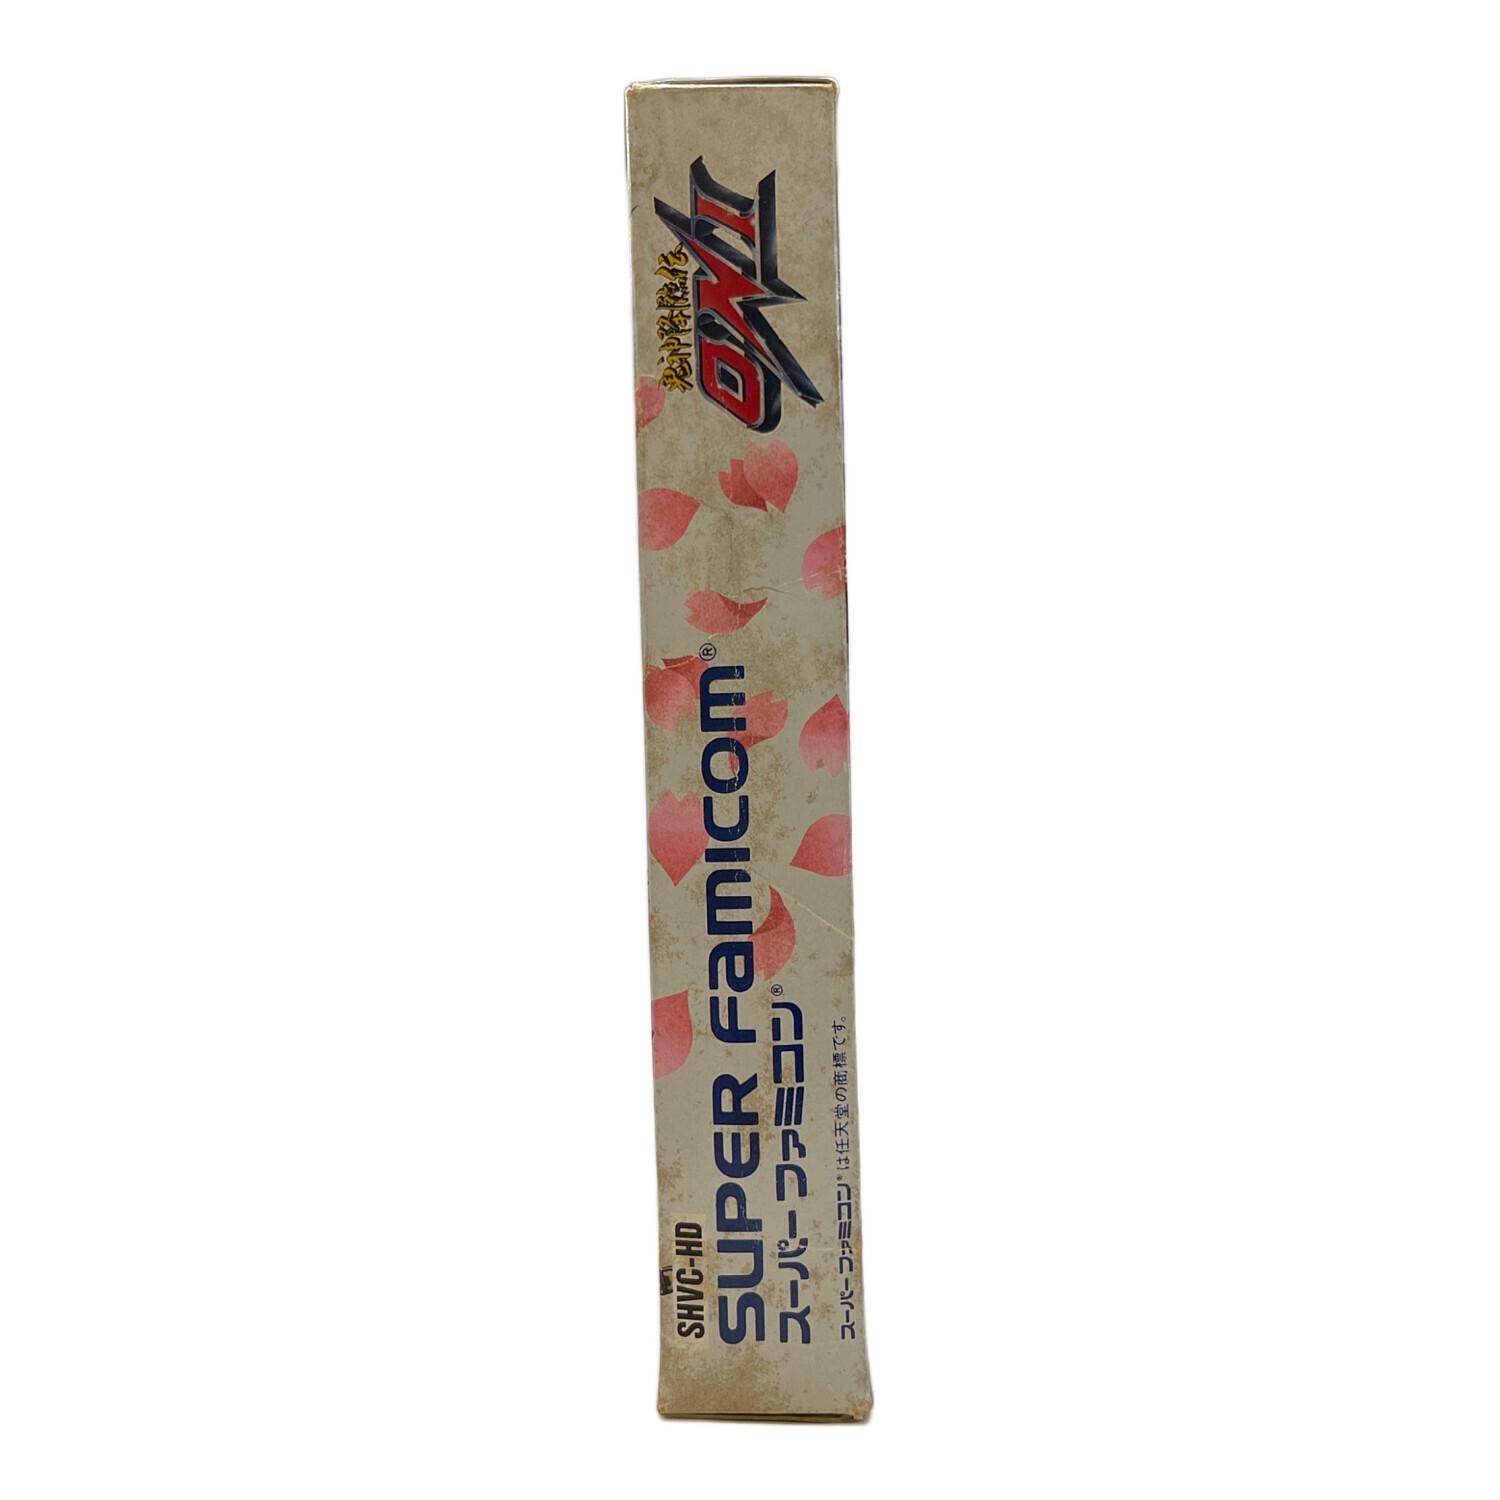 SHVC-HD
SUPER Famicom®
スーパーファミコン®
スーパーファミコン®は任天堂の商標です。
鬼神降臨伝
ONI